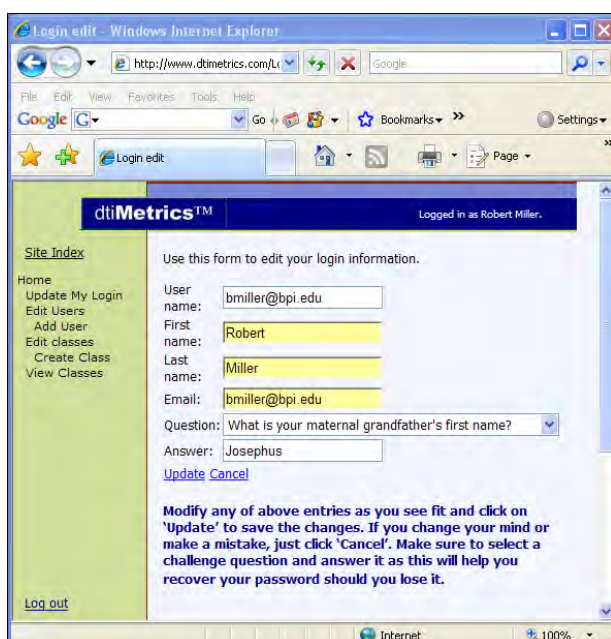 Login edit - Windows Internet Explorer
http://www.dtimetrics.com/L
Google
File Edit View Favorites Tools Help
Google G Go Bookmarks » Settings
Login edit Page »
dtiMetrics™ Logged in as Robert Miller.
Site Index
Home
Update My Login
Edit Users
Add User
Edit classes
Create Class
View Classes
Log out
Use this form to edit your login information.
User name: bmiller@bpi.edu
First name: Robert
Last name: Miller
Email: bmiller@bpi.edu
Question: What is your maternal grandfather's first name?
Answer: Josephus
Update Cancel
Modify any of above entries as you see fit and click on
'Update' to save the changes. If you change your mind or
make a mistake, just click 'Cancel'. Make sure to select a
challenge question and answer it as this will help you
recover your password should you lose it.
Internet 100%